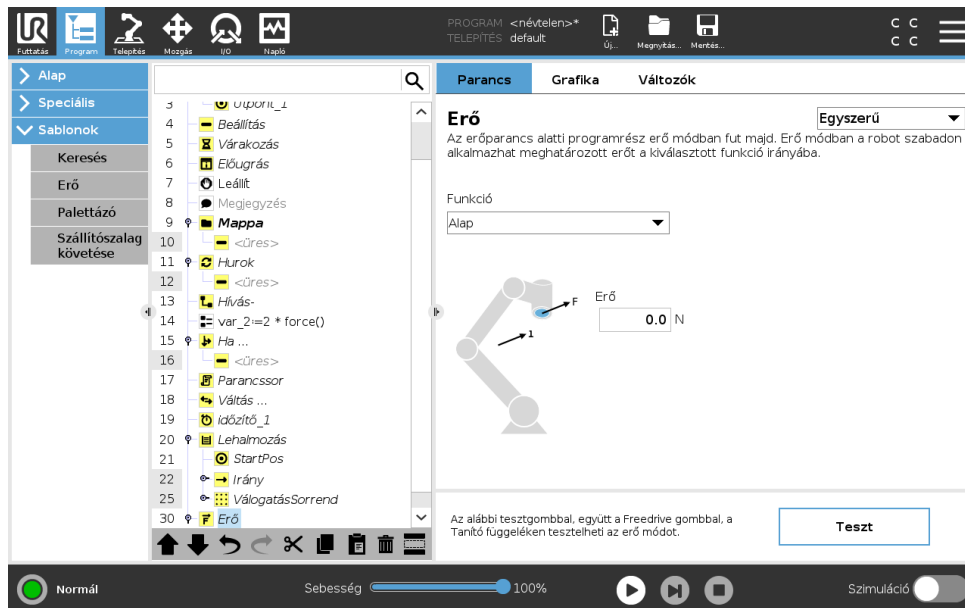 PROGRAM <névtelen>*
TELEPÍTÉS default
Futtatás
Program
Telepítés
Mozgás
I/O
Napló
Új...
Megnyitás...
Mentés...
C C
C C
Alap
Speciális
Sablonok
Keresés
Erő
Palettázó
Szállítószalag
követése
3 Útpont_1
4 Beállítás
5 Várakozás
6 Előugrás
7 Leállít
8 Megjegyzés
9 Mappa
10 <üres>
11 Hurok
12 <üres>
13 Hívás-
14 var_2:=2 * force()
15 Ha ...
16 <üres>
17 Parancssor
18 Váltás ...
19 időzítő_1
20 Lehalmozás
21 StartPos
22 Irány
25 VálogatásSorrend
30 Erő
Parancs
Grafika
Változók
Erő
Egyszerű
Az erőparancs alatti programrész erő módban fut majd. Erő módban a robot szabadon
alkalmazhat meghatározott erőt a kiválasztott funkció irányába.
Funkció
Alap
F
1
Erő
0.0 N
Az alábbi tesztgombbal, együtt a Freedrive gombbal, a
Tanító függeléken tesztelheti az erő módot.
Teszt
Normál
Sebesség
100%
Szimuláció